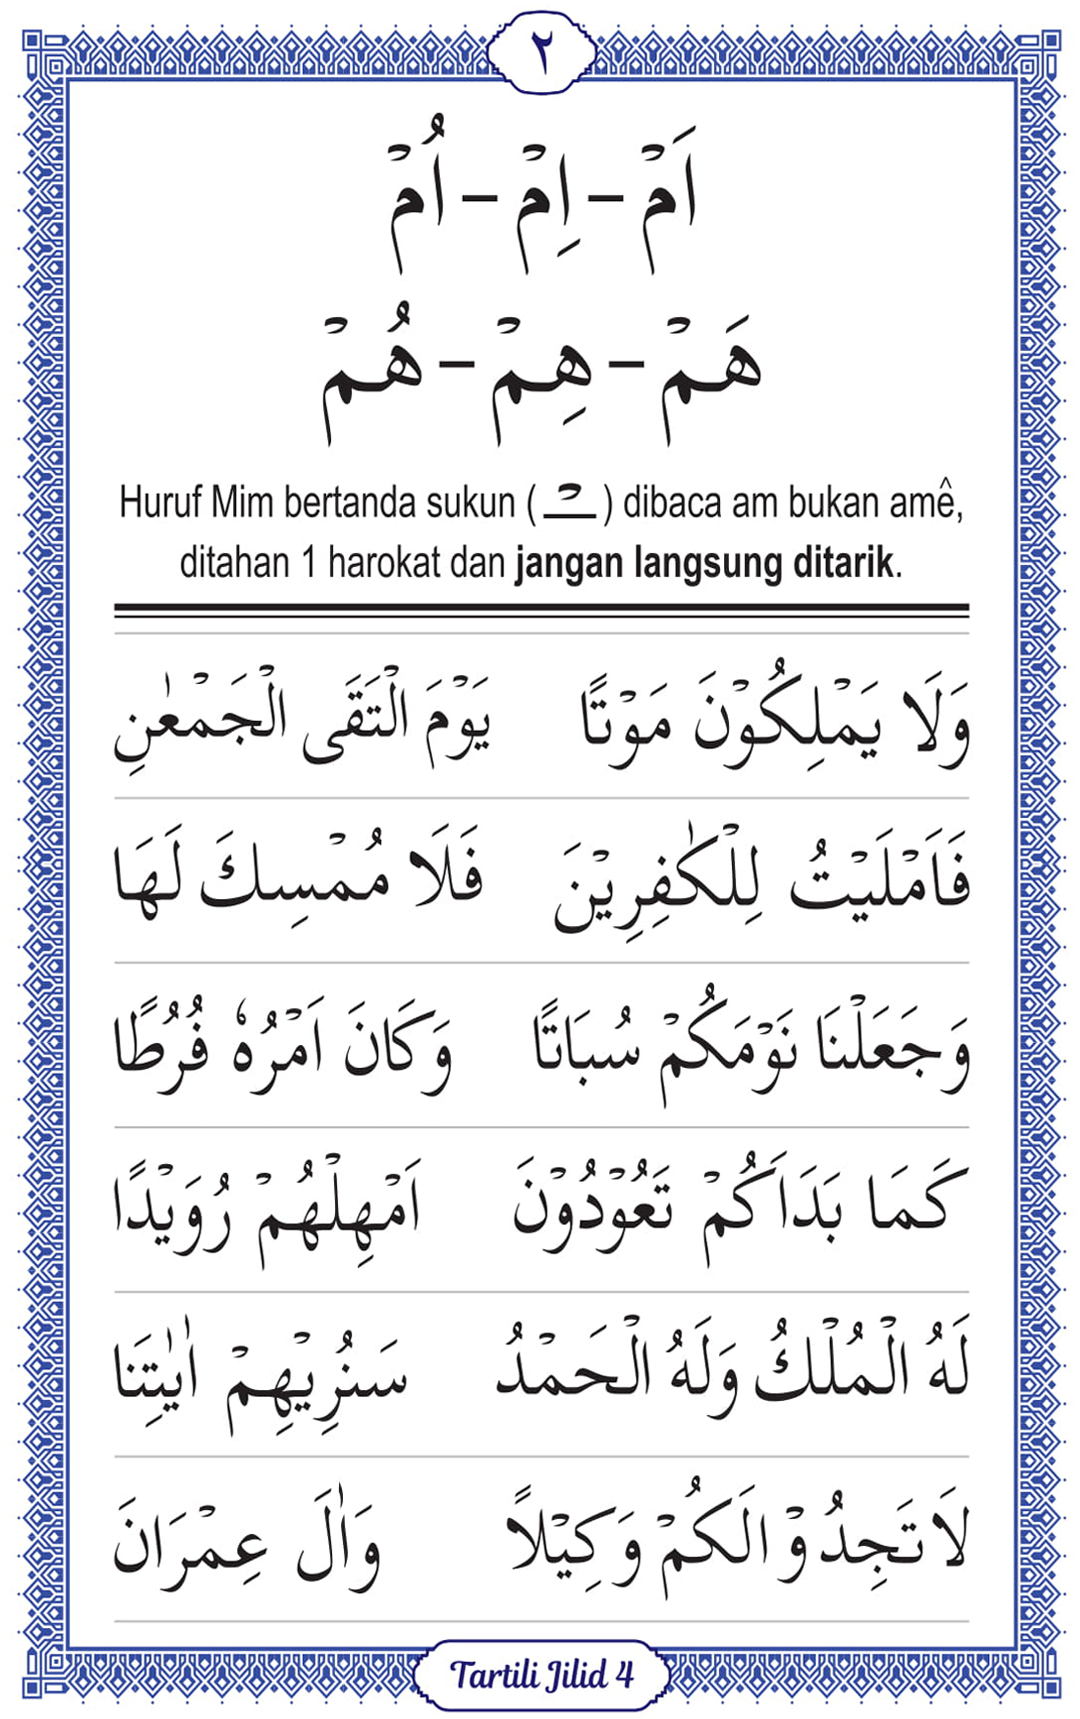 ٢
اَمْ – اِمْ – اُمْ
هَمْ – هِمْ – هُمْ
Huruf Mim bertanda sukun ( ـْ ) dibaca am bukan amê,
ditahan 1 harokat dan jangan langsung ditarik.
وَلَا يَمْلِكُوْنَ مَوْتًا يَوْمَ الْتَقَى الْجَمْعٰنِ
فَاَمْلَيْتُ لِلْكٰفِرِيْنَ فَلَا مُمْسِكَ لَهَا
وَجَعَلْنَا نَوْمَكُمْ سُبَاتًا وَكَانَ اَمْرُهٗ فُرُطًا
كَمَا بَدَاَكُمْ تَعُوْدُوْنَ اَمْهِلْهُمْ رُوَيْدًا
لَهُ الْمُلْكُ وَلَهُ الْحَمْدُ سَنُرِيْهِمْ اٰيٰتِنَا
لَا تَجِدُوْا لَكُمْ وَكِيْلًا وَاٰلَ عِمْرَانَ
Tartili Jilid 4